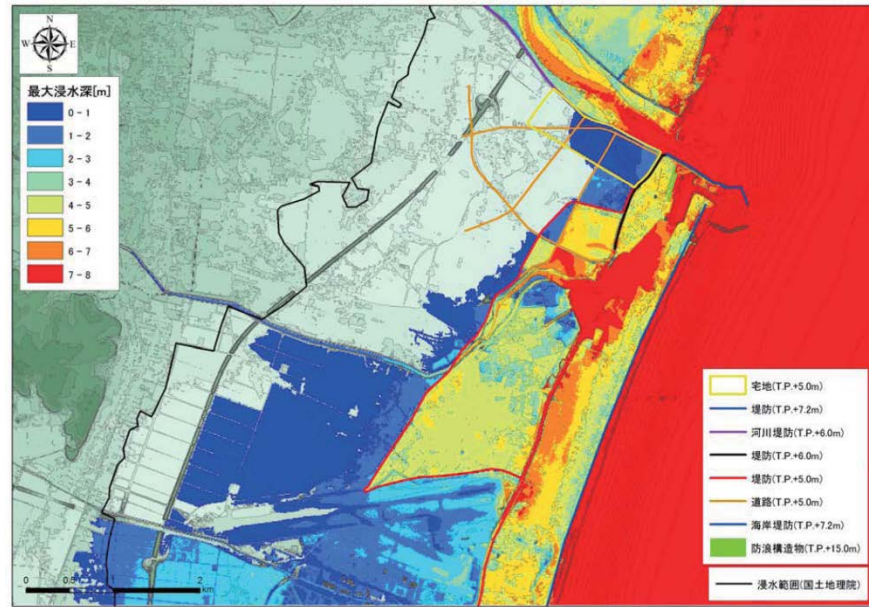 N
W E
S
最大浸水深[m]
0 - 1
1 - 2
2 - 3
3 - 4
4 - 5
5 - 6
6 - 7
7 - 8
宅地(T.P.+5.0m)
堤防(T.P.+7.2m)
河川堤防(T.P.+6.0m)
堤防(T.P.+6.0m)
堤防(T.P.+5.0m)
道路(T.P.+5.0m)
海岸堤防(T.P.+7.2m)
防浪構造物(T.P.+15.0m)
浸水範囲(国土地理院)
0 0.5 1 2
km